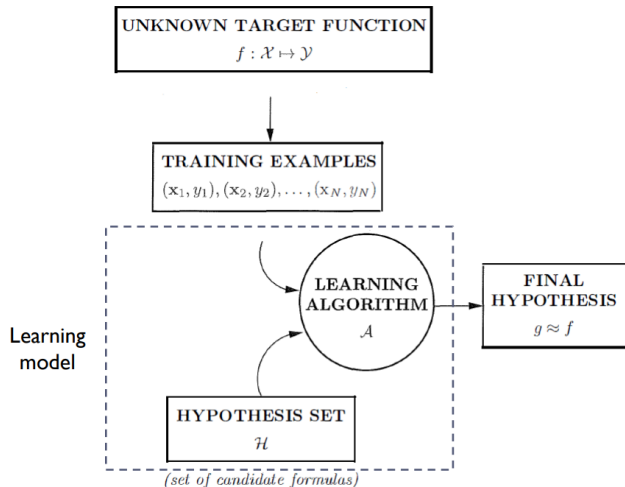 UNKNOWN TARGET FUNCTION
f : 𝒳 ↦ 𝒴
TRAINING EXAMPLES
(x₁, y₁), (x₂, y₂), . . . , (x_N, y_N)
LEARNING
ALGORITHM
𝒜
FINAL
HYPOTHESIS
g ≈ f
Learning
model
HYPOTHESIS SET
ℋ
(set of candidate formulas)